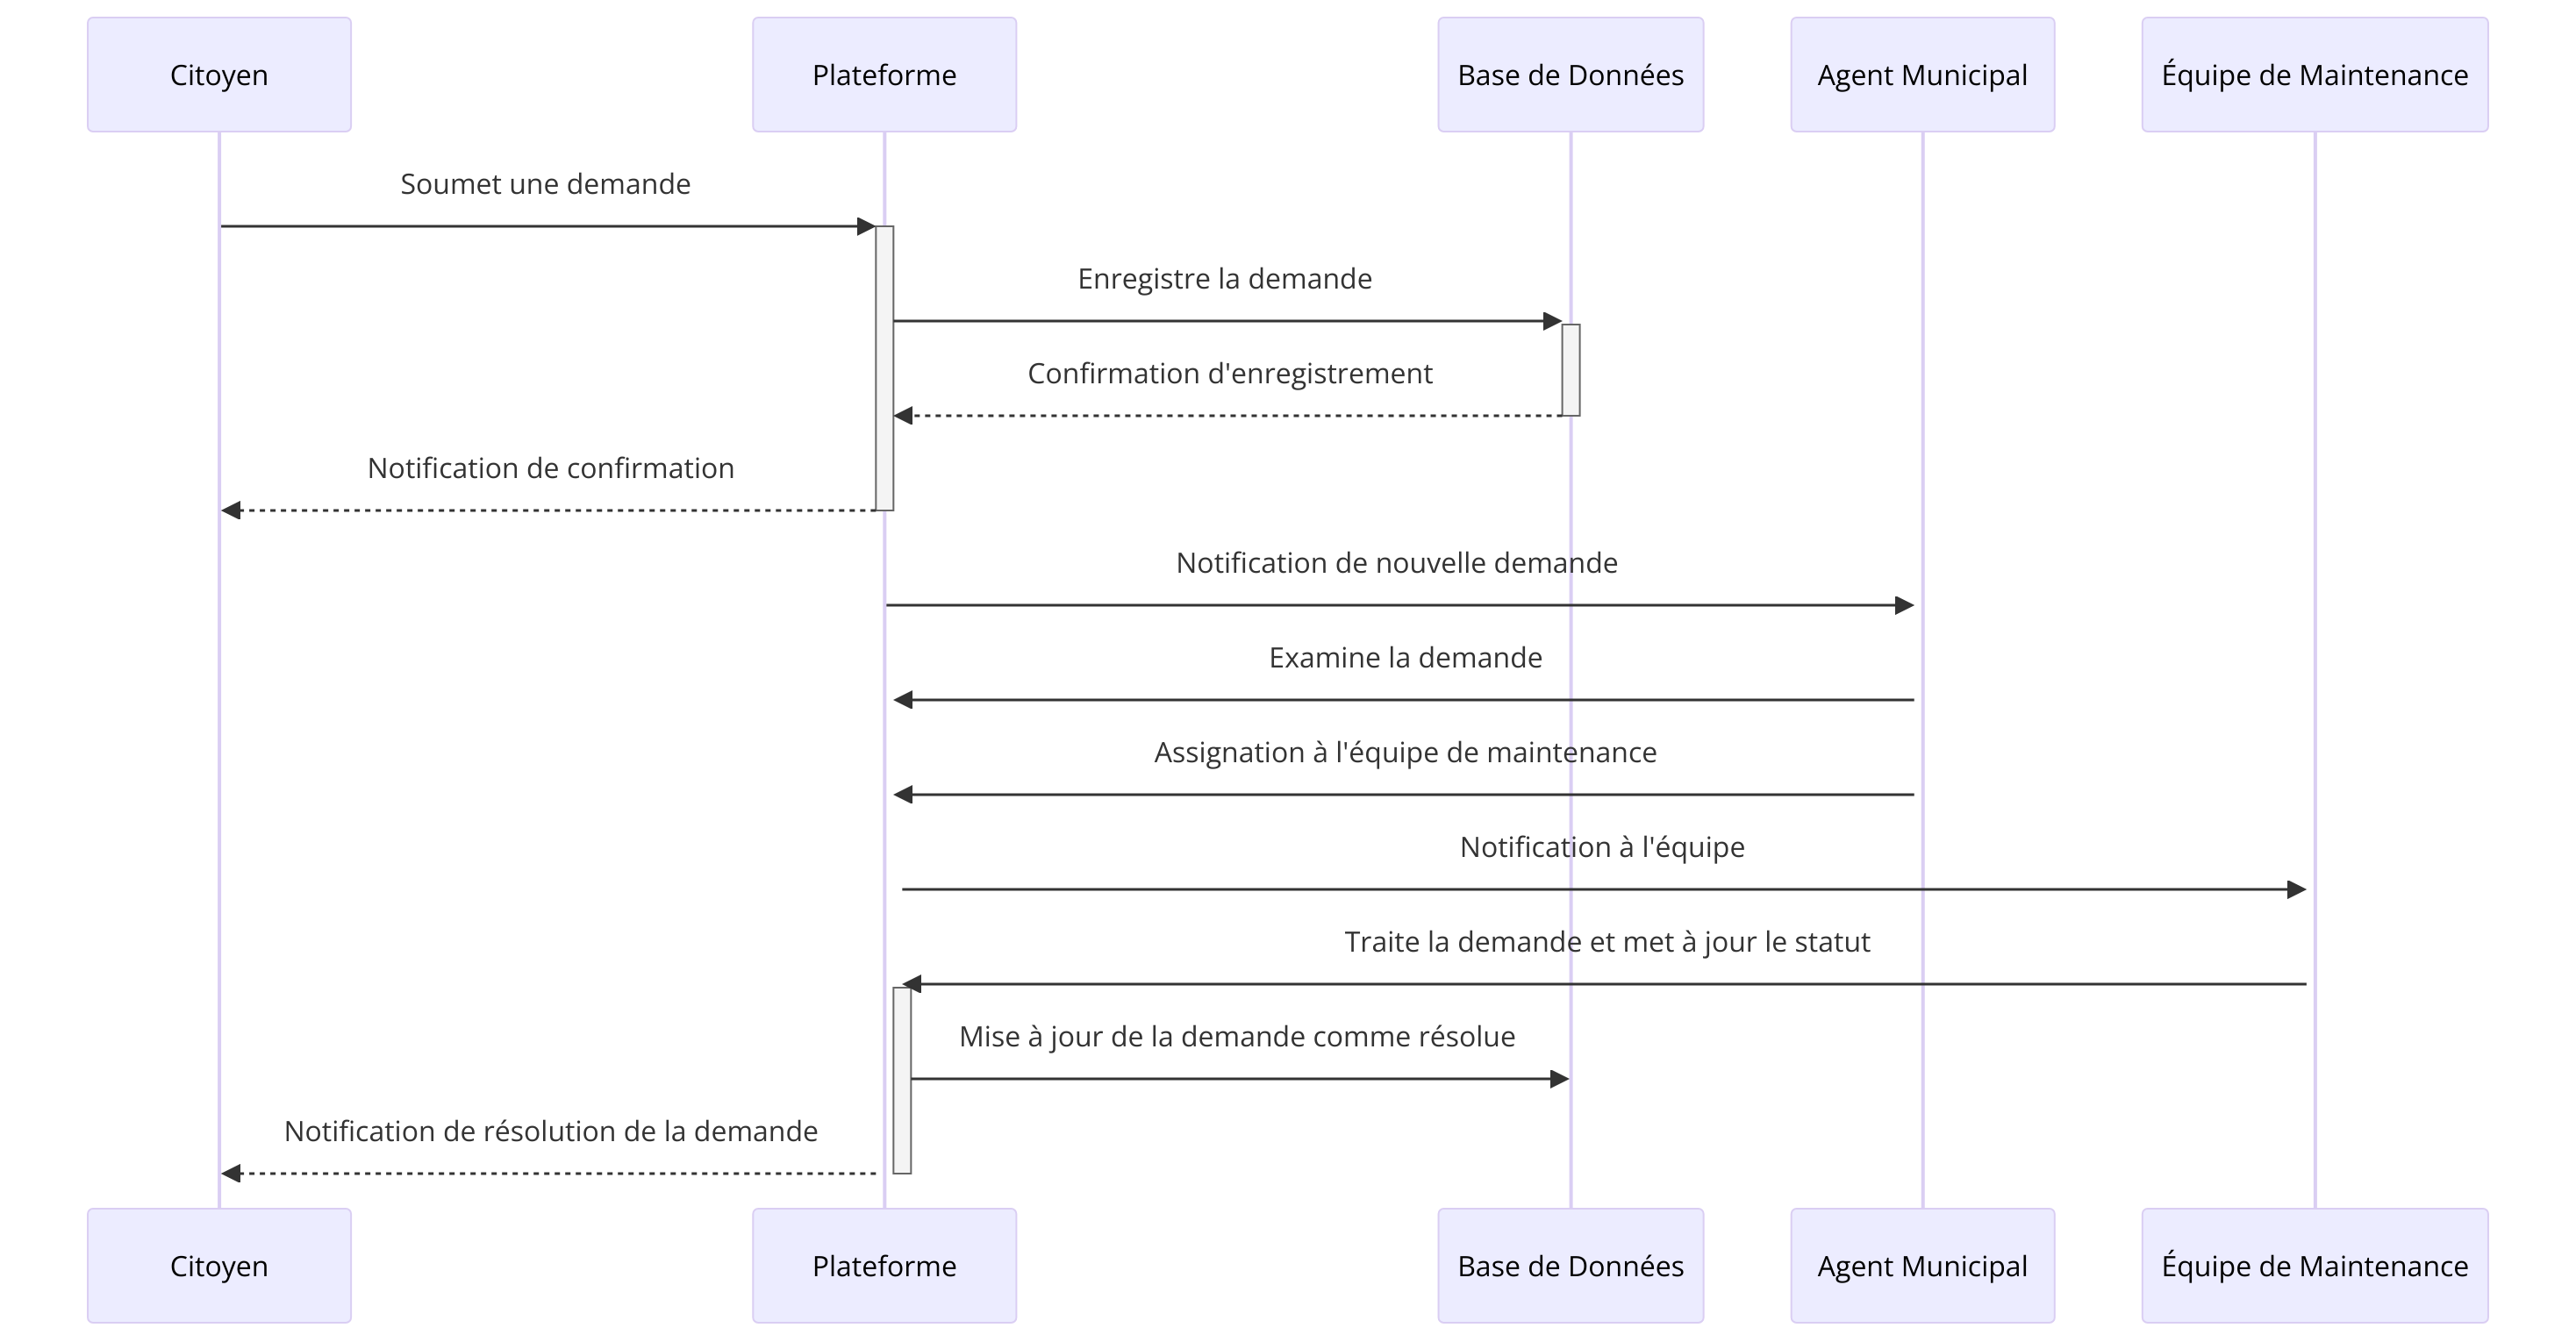 Citoyen
Plateforme
Base de Données
Agent Municipal
Équipe de Maintenance
Soumet une demande
Enregistre la demande
Confirmation d'enregistrement
Notification de confirmation
Notification de nouvelle demande
Examine la demande
Assignation à l'équipe de maintenance
Notification à l'équipe
Traite la demande et met à jour le statut
Mise à jour de la demande comme résolue
Notification de résolution de la demande
Citoyen
Plateforme
Base de Données
Agent Municipal
Équipe de Maintenance